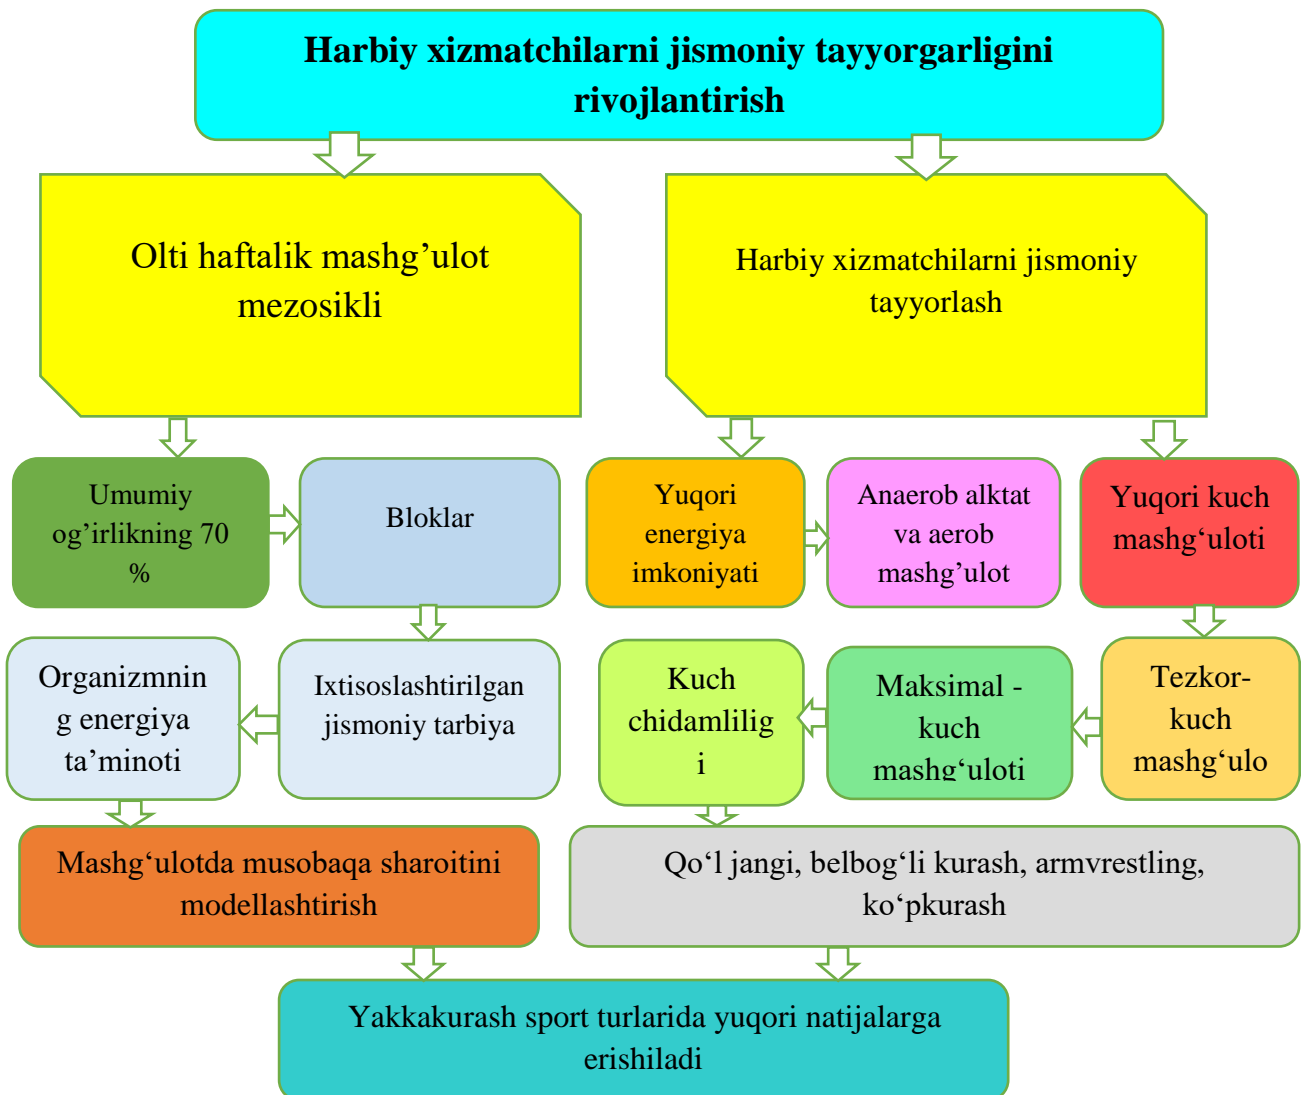 Harbiy xizmatchilarni jismoniy tayyorgarligini
rivojlantirish
Olti haftalik mashg’ulot
mezosikli
Harbiy xizmatchilarni jismoniy
tayyorlash
Umumiy
og’irlikning 70
%
Bloklar
Yuqori
energiya
imkoniyati
Anaerob alktat
va aerob
mashg’ulot
Yuqori kuch
mashg‘uloti
Organizmnin
g energiya
ta’minoti
Ixtisoslashtirilgan
jismoniy tarbiya
Kuch
chidamlilig
i
Maksimal -
kuch
mashg‘uloti
Tezkor-
kuch
mashg‘ulo
Mashg‘ulotda musobaqa sharoitini
modellashtirish
Qo‘l jangi, belbog‘li kurash, armvrestling,
ko‘pkurash
Yakkakurash sport turlarida yuqori natijalarga
erishiladi